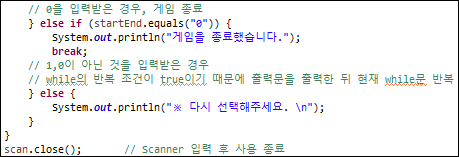 // 0을 입력받은 경우, 게임 종료
} else if (startEnd.equals("0")) {
System.out.println("게임을 종료했습니다.");
break;
// 1,0이 아닌 것을 입력받은 경우
// while의 반복 조건이 true이기 때문에 출력문을 출력한 뒤 현재 while문 반복
} else {
System.out.println("※ 다시 선택해주세요. \n");
}
}
scan.close(); // Scanner 입력 후 사용 종료